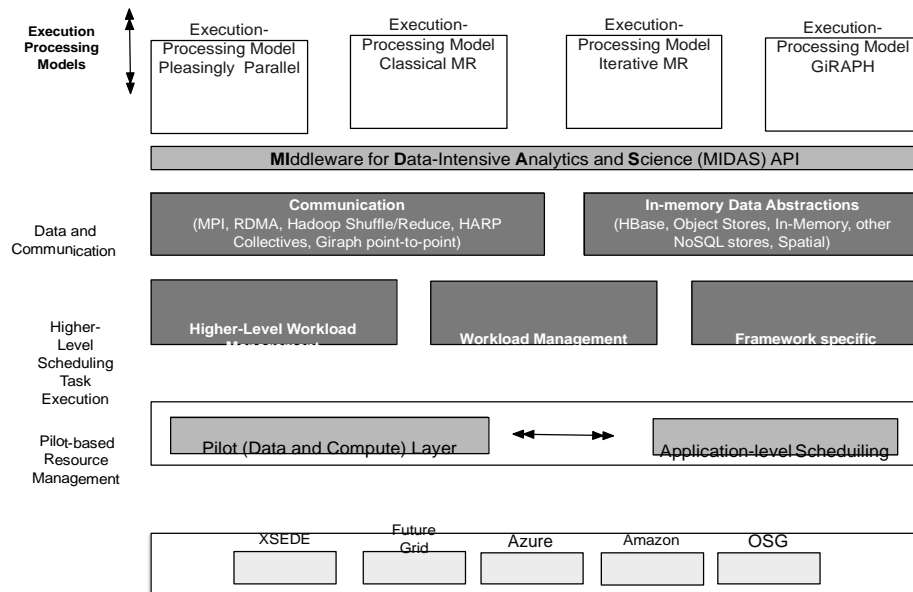 Execution
Processing
Models
Execution-
Processing Model
Pleasingly Parallel
Execution-
Processing Model
Classical MR
Execution-
Processing Model
Iterative MR
Execution-
Processing Model
GiRAPH
MIddleware for Data-Intensive Analytics and Science (MIDAS) API
Data and
Communication
Communication
(MPI, RDMA, Hadoop Shuffle/Reduce, HARP
Collectives, Giraph point-to-point)
In-memory Data Abstractions
(HBase, Object Stores, In-Memory, other
NoSQL stores, Spatial)
Higher-
Level
Scheduling
Task
Execution
Higher-Level Workload
Management
Workload Management
Framework specific
Pilot-based
Resource
Management
Pilot (Data and Compute) Layer
Application-level Scheduiling
XSEDE
Future
Grid
Azure
Amazon
OSG